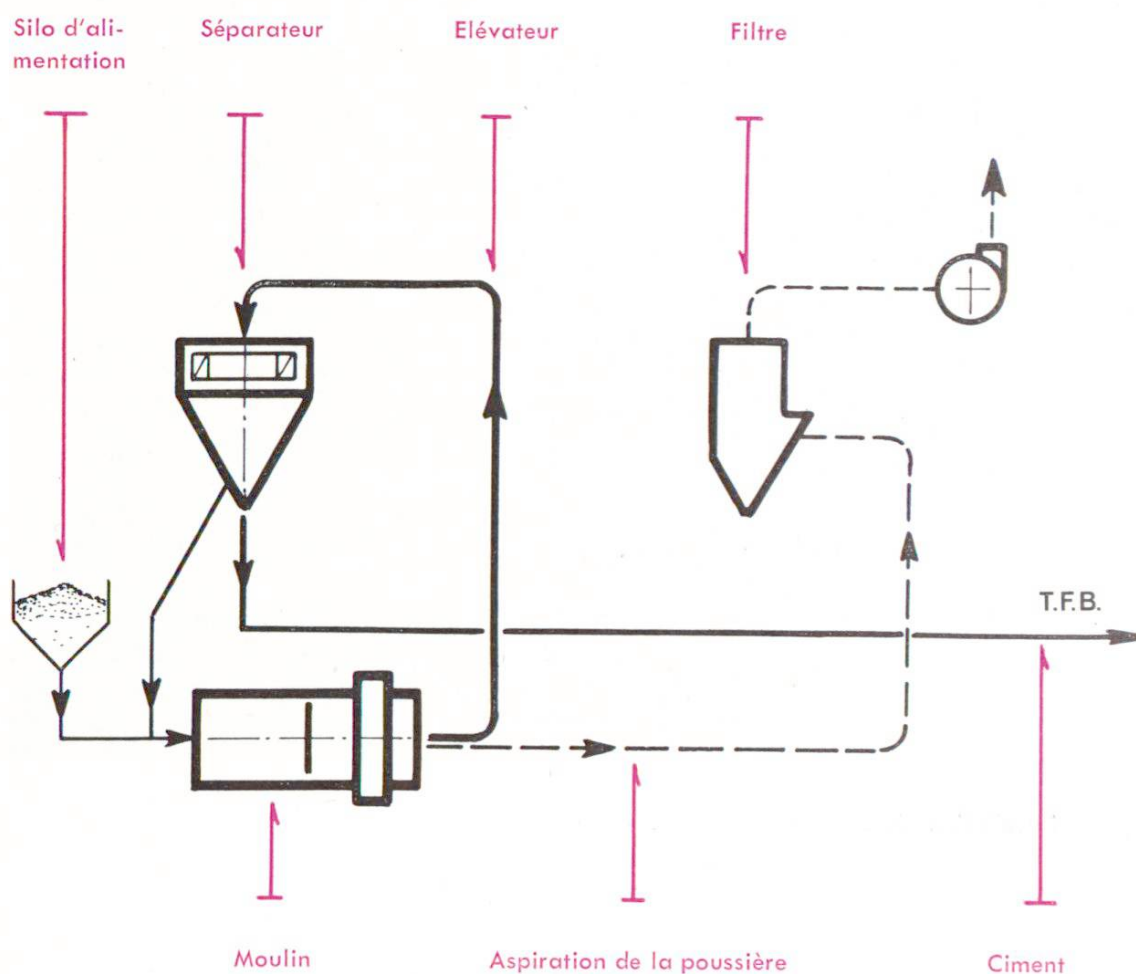 Silo d'ali-
mentation
Séparateur
Elévateur
Filtre
T.F.B.
Moulin
Aspiration de la poussière
Ciment